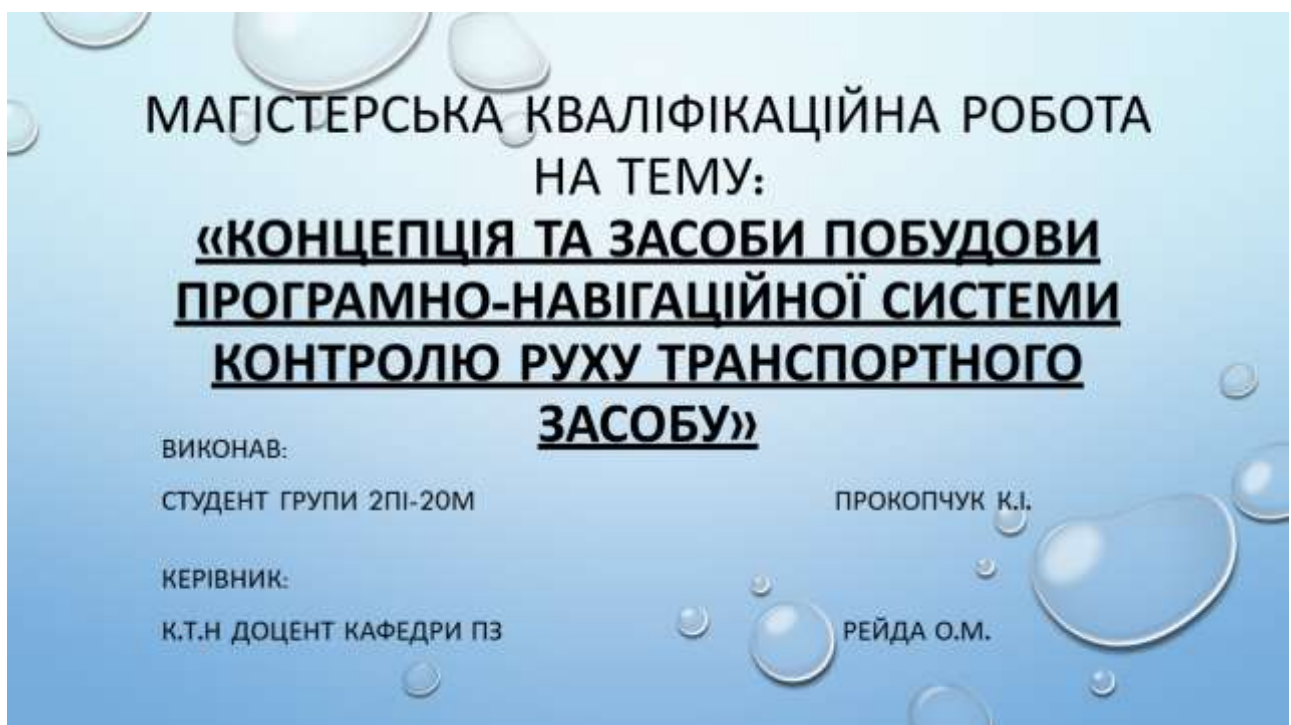 МАГІСТЕРСЬКА КВАЛІФІКАЦІЙНА РОБОТА
НА ТЕМУ:
«КОНЦЕПЦІЯ ТА ЗАСОБИ ПОБУДОВИ
ПРОГРАМНО-НАВІГАЦІЙНОЇ СИСТЕМИ
КОНТРОЛЮ РУХУ ТРАНСПОРТНОГО
ЗАСОБУ»
ВИКОНАВ:
СТУДЕНТ ГРУПИ 2ПІ-20М ПРОКОПЧУК К.І.
КЕРІВНИК:
К.Т.Н ДОЦЕНТ КАФЕДРИ ПЗ РЕЙДА О.М.